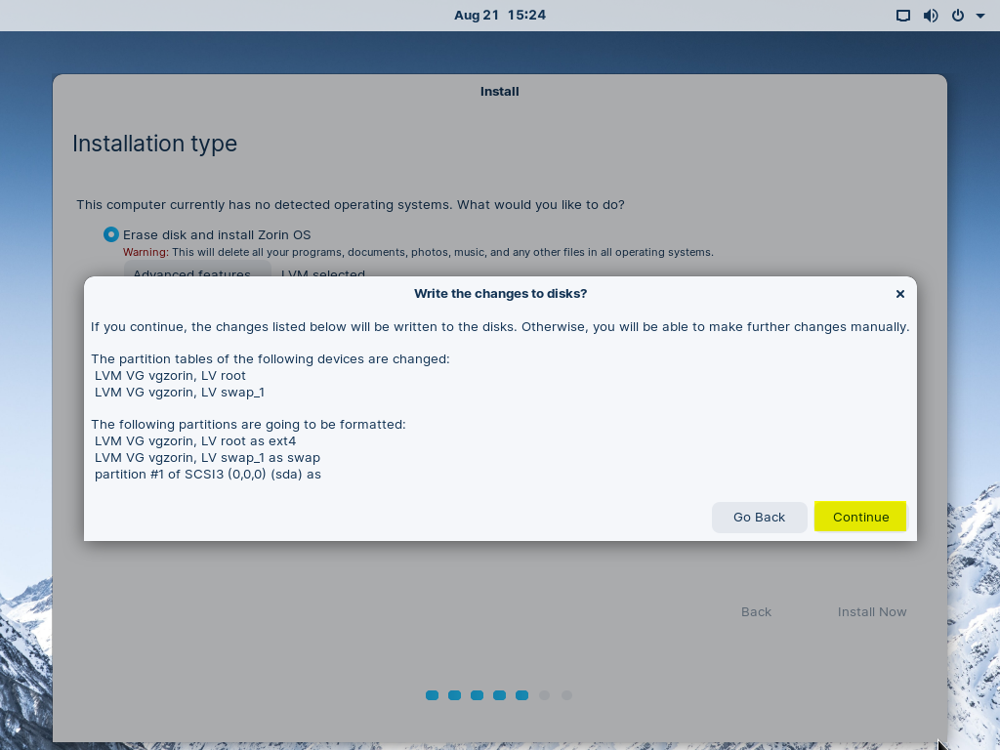 Aug 21 15:24
Install
Installation type
This computer currently has no detected operating systems. What would you like to do?
Erase disk and install Zorin OS
Warning: This will delete all your programs, documents, photos, music, and any other files in all operating systems.
Advanced features... LVM selected
Write the changes to disks?
If you continue, the changes listed below will be written to the disks. Otherwise, you will be able to make further changes manually.
The partition tables of the following devices are changed:
LVM VG vgzorin, LV root
LVM VG vgzorin, LV swap_1
The following partitions are going to be formatted:
LVM VG vgzorin, LV root as ext4
LVM VG vgzorin, LV swap_1 as swap
partition #1 of SCSI3 (0,0,0) (sda) as
Go Back Continue
Back Install Now